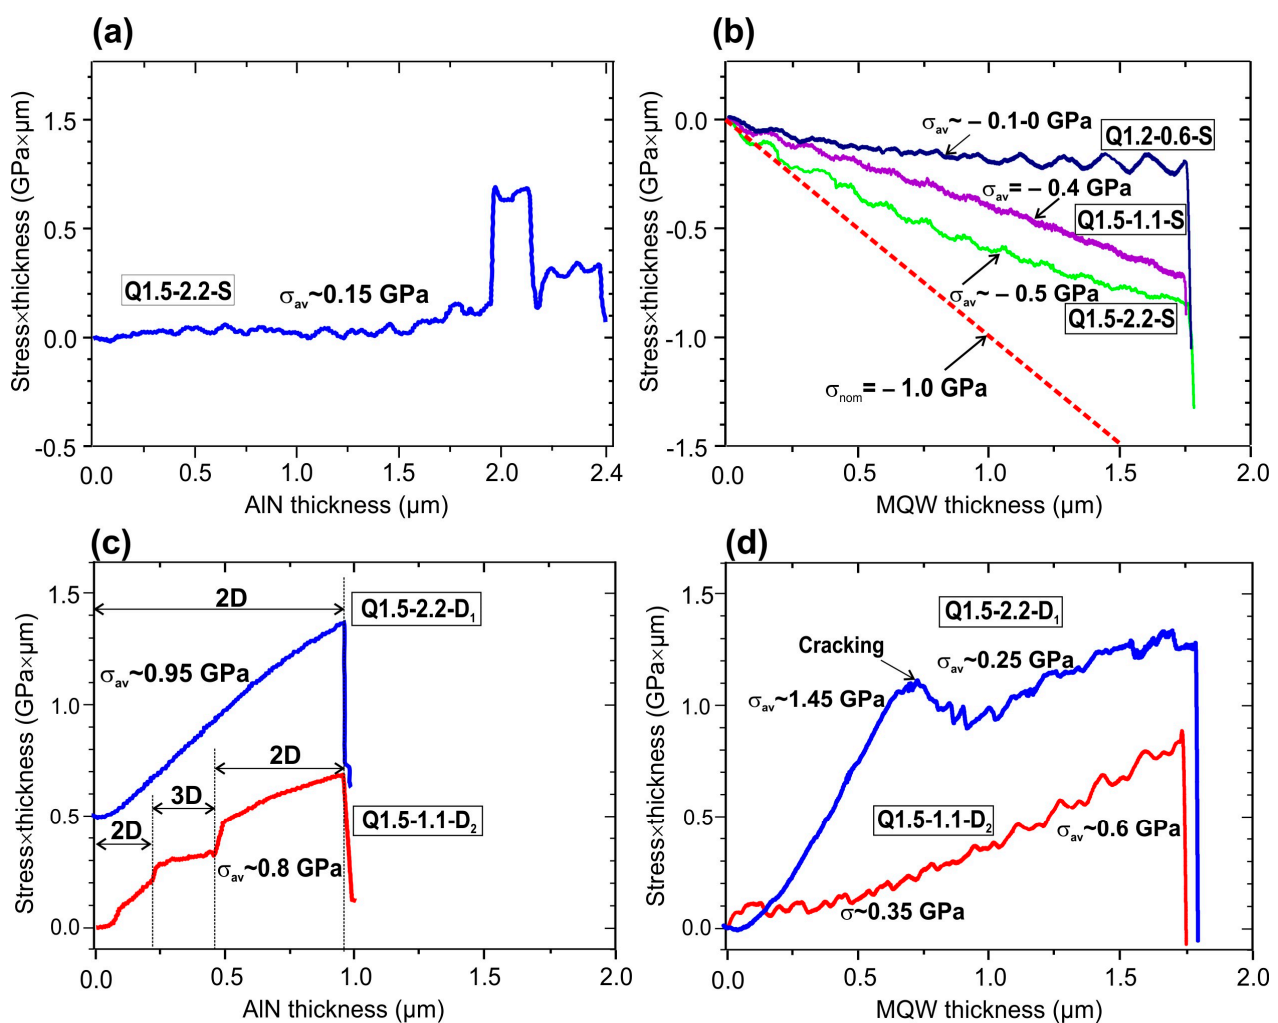 (a)
Stress×thickness (GPa×µm)
1.5
0.5
0.0
-0.5
Q1.5-2.2-S
σav~0.15 GPa
0.0 0.5 1.0 1.5 2.0 2.4
AlN thickness (µm)
(b)
Stress×thickness (GPa×µm)
0.0
-0.5
-1.0
-1.5
σav~ – 0.1-0 GPa
Q1.2-0.6-S
σav= – 0.4 GPa
Q1.5-1.1-S
σav~ – 0.5 GPa
Q1.5-2.2-S
σnom= – 1.0 GPa
0.0 0.5 1.0 1.5 2.0
MQW thickness (µm)
(c)
Stress×thickness (GPa×µm)
1.5
1.0
0.5
0.0
2D
Q1.5-2.2-D1
σav~0.95 GPa
2D
3D
2D
Q1.5-1.1-D2
σav~0.8 GPa
0.0 0.5 1.0 1.5 2.0
AlN thickness (µm)
(d)
Stress×thickness (GPa×µm)
1.5
1.0
0.5
0.0
Q1.5-2.2-D1
Cracking
σav~0.25 GPa
σav~1.45 GPa
Q1.5-1.1-D2
σav~0.6 GPa
σ~0.35 GPa
0.0 0.5 1.0 1.5 2.0
MQW thickness (µm)